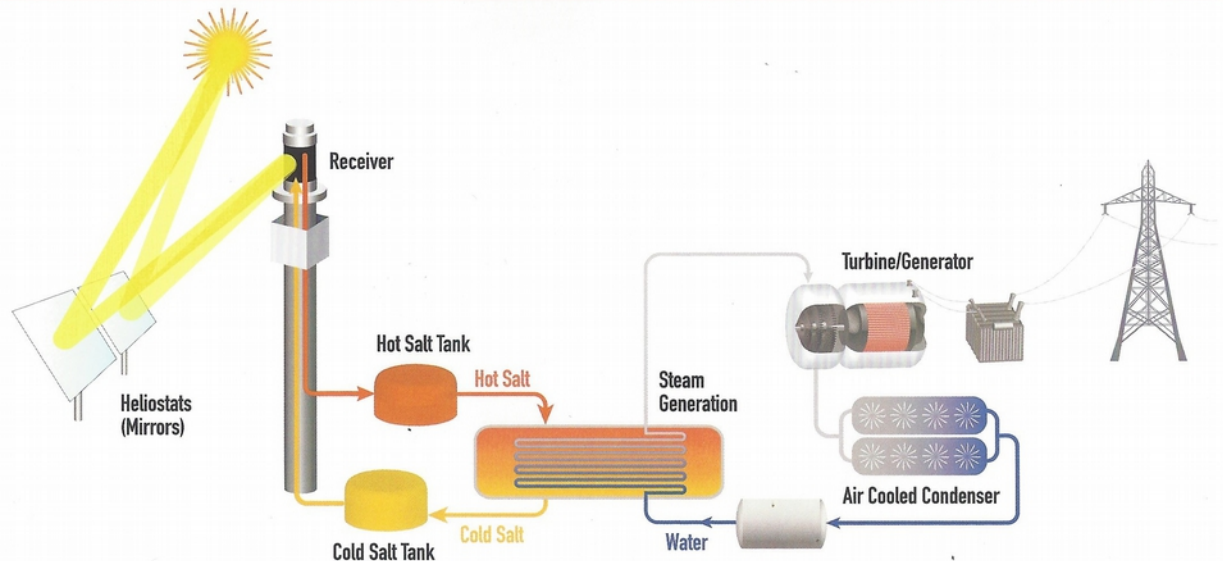 Receiver
Turbine/Generator
Hot Salt Tank
Hot Salt
Steam
Generation
Heliostats
(Mirrors)
Air Cooled Condenser
Cold Salt
Water
Cold Salt Tank